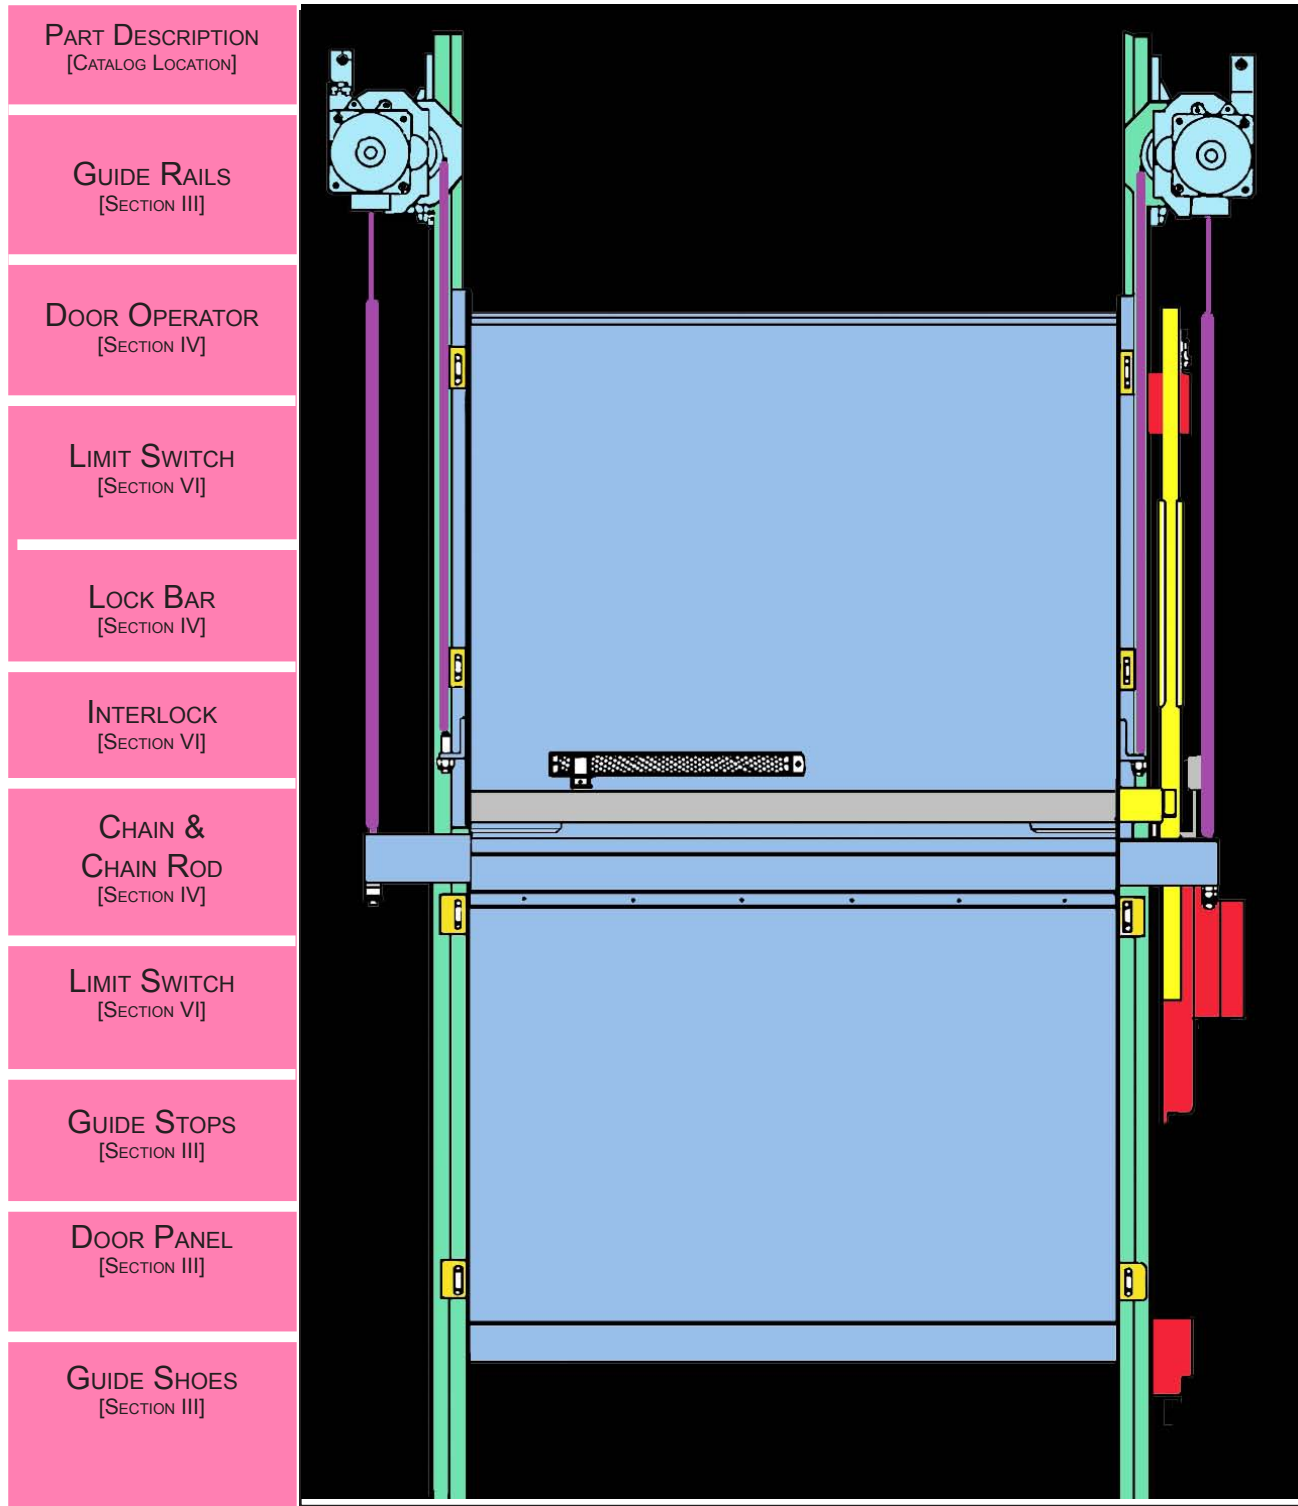 Part Description
[Catalog Location]
Guide Rails
[Section III]
Door Operator
[Section IV]
Limit Switch
[Section VI]
Lock Bar
[Section IV]
Interlock
[Section VI]
Chain &
Chain Rod
[Section IV]
Limit Switch
[Section VI]
Guide Stops
[Section III]
Door Panel
[Section III]
Guide Shoes
[Section III]